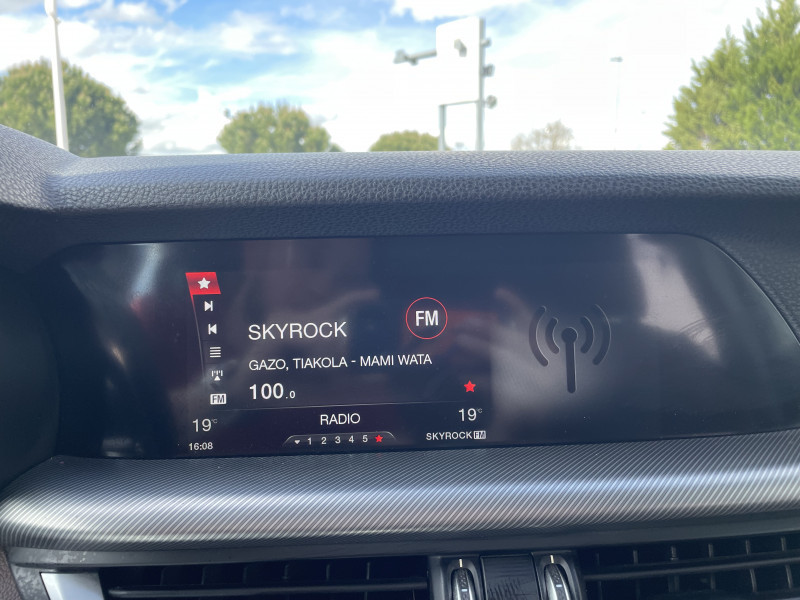 SKYROCK
FM
GAZO, TIAKOLA - MAMI WATA
100.0
FM
19°C
RADIO
19°C
16:08
1 2 3 4 5
SKYROCK FM